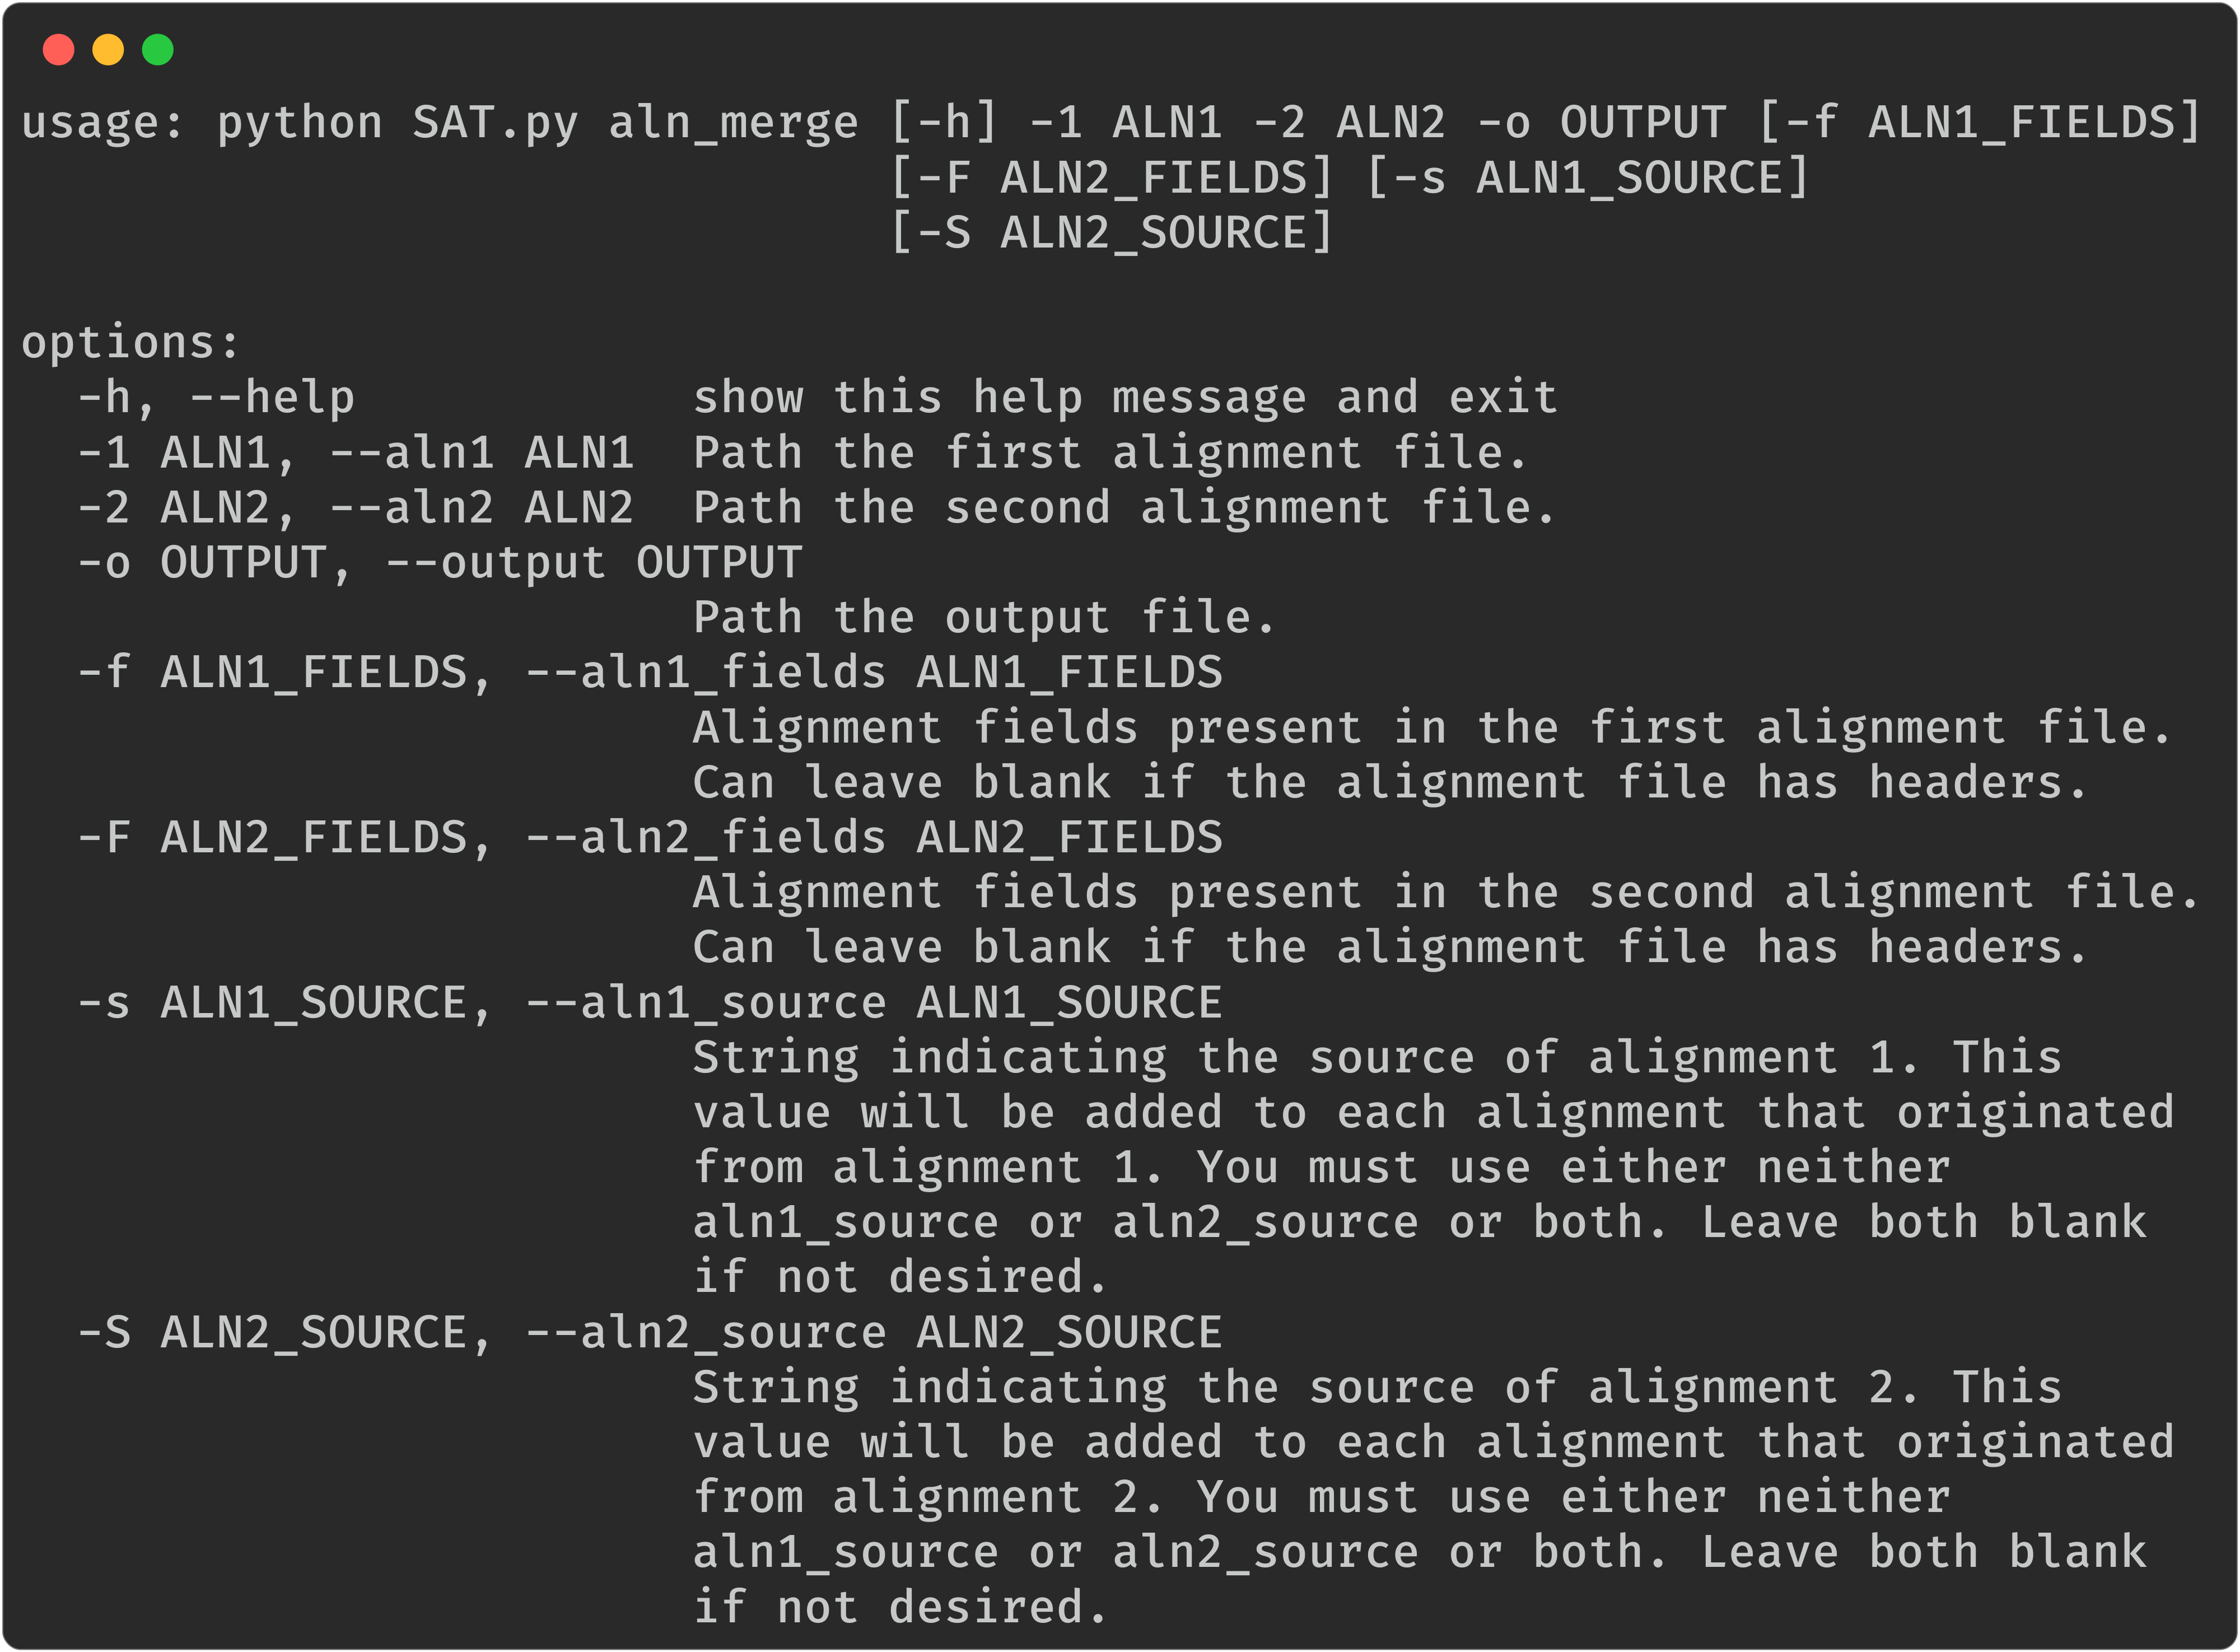 usage: python SAT.py aln_merge [-h] -1 ALN1 -2 ALN2 -o OUTPUT [-f ALN1_FIELDS]
[-F ALN2_FIELDS] [-s ALN1_SOURCE]
[-S ALN2_SOURCE]
options:
-h, --help show this help message and exit
-1 ALN1, --aln1 ALN1 Path the first alignment file.
-2 ALN2, --aln2 ALN2 Path the second alignment file.
-o OUTPUT, --output OUTPUT
Path the output file.
-f ALN1_FIELDS, --aln1_fields ALN1_FIELDS
Alignment fields present in the first alignment file.
Can leave blank if the alignment file has headers.
-F ALN2_FIELDS, --aln2_fields ALN2_FIELDS
Alignment fields present in the second alignment file.
Can leave blank if the alignment file has headers.
-s ALN1_SOURCE, --aln1_source ALN1_SOURCE
String indicating the source of alignment 1. This
value will be added to each alignment that originated
from alignment 1. You must use either neither
aln1_source or aln2_source or both. Leave both blank
if not desired.
-S ALN2_SOURCE, --aln2_source ALN2_SOURCE
String indicating the source of alignment 2. This
value will be added to each alignment that originated
from alignment 2. You must use either neither
aln1_source or aln2_source or both. Leave both blank
if not desired.